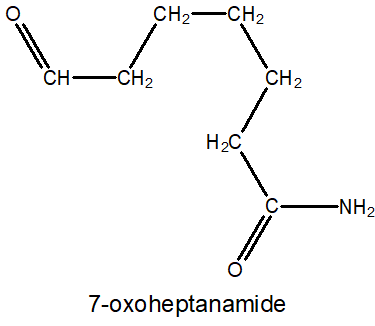 O
CH₂ CH₂
CH CH₂ CH₂
H₂C
C NH₂
O
7-oxoheptanamide